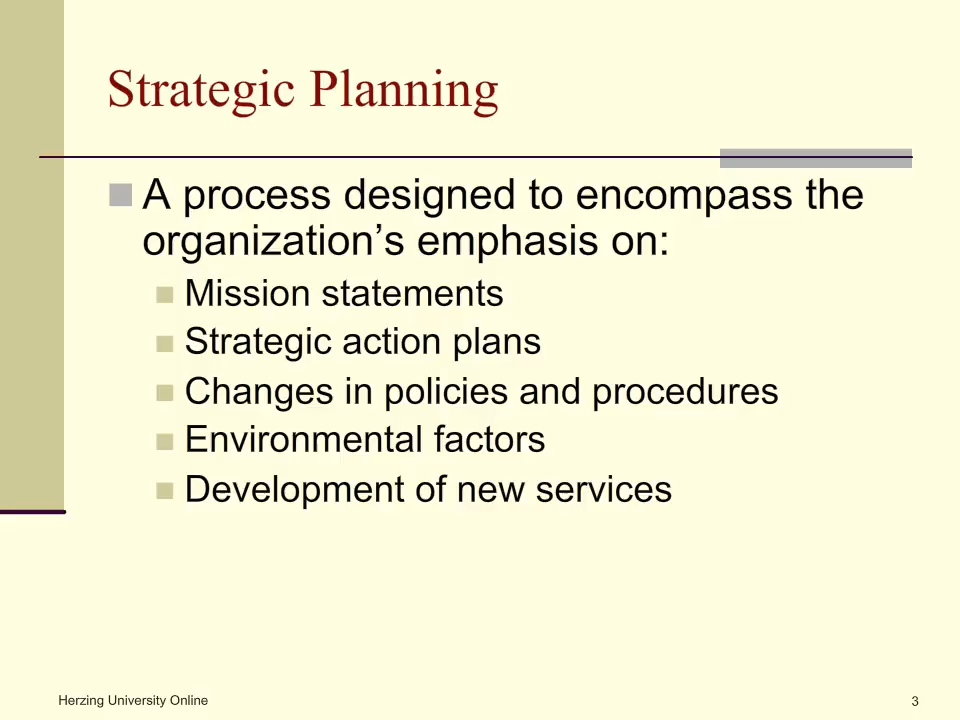 Strategic Planning
A process designed to encompass the
organization’s emphasis on:
Mission statements
Strategic action plans
Changes in policies and procedures
Environmental factors
Development of new services
Herzing University Online
3